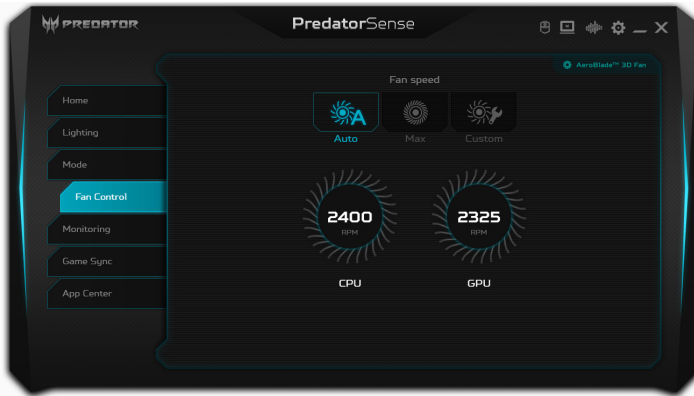 PREDATOR
PredatorSense
AeroBlade™ 3D Fan
Fan speed
Home
Lighting
Mode
Fan Control
Monitoring
Game Sync
App Center
A
Auto
Max
Custom
2400
RPM
CPU
2325
RPM
GPU